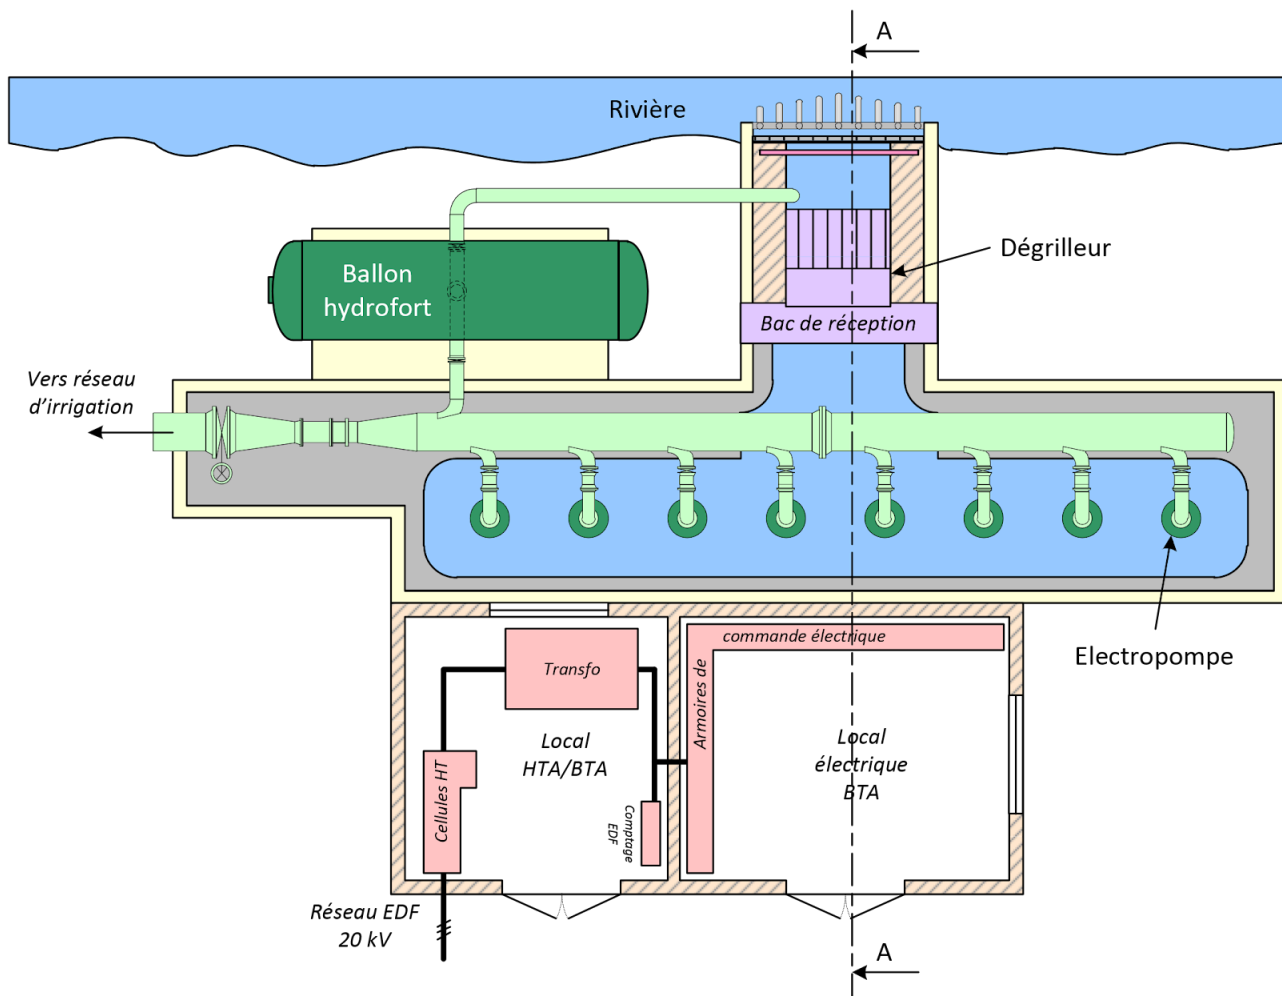 A
Rivière
Dégrilleur
Ballon
hydrofort
Bac de réception
Vers réseau
d’irrigation
Electropompe
commande électrique
Armoires de
Transfo
Local
HTA/BTA
Local
électrique
BTA
Cellules HT
Comptage
EDF
Réseau EDF
20 kV
A